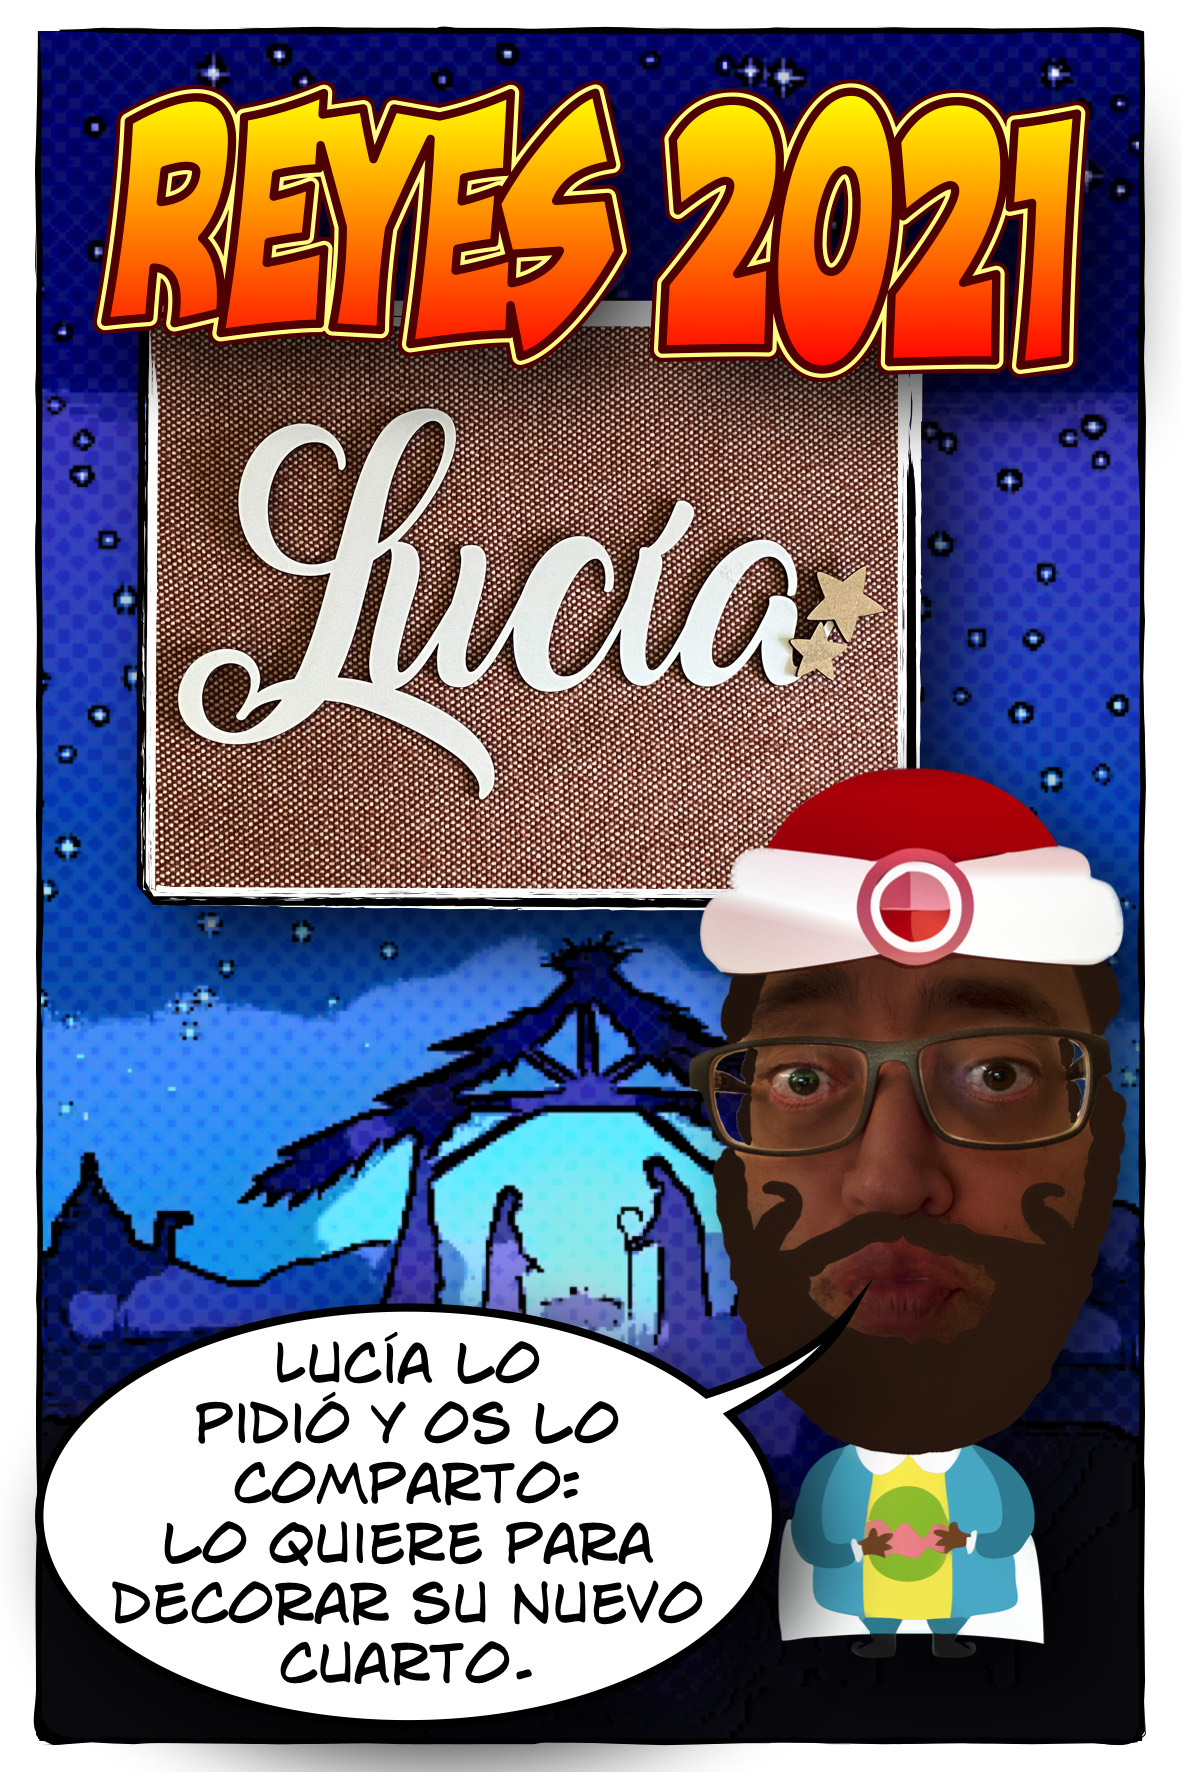 REYES 2021
Lucía
LUCÍA LO
PIDIÓ Y OS LO
COMPARTO:
LO QUIERE PARA
DECORAR SU NUEVO
CUARTO.